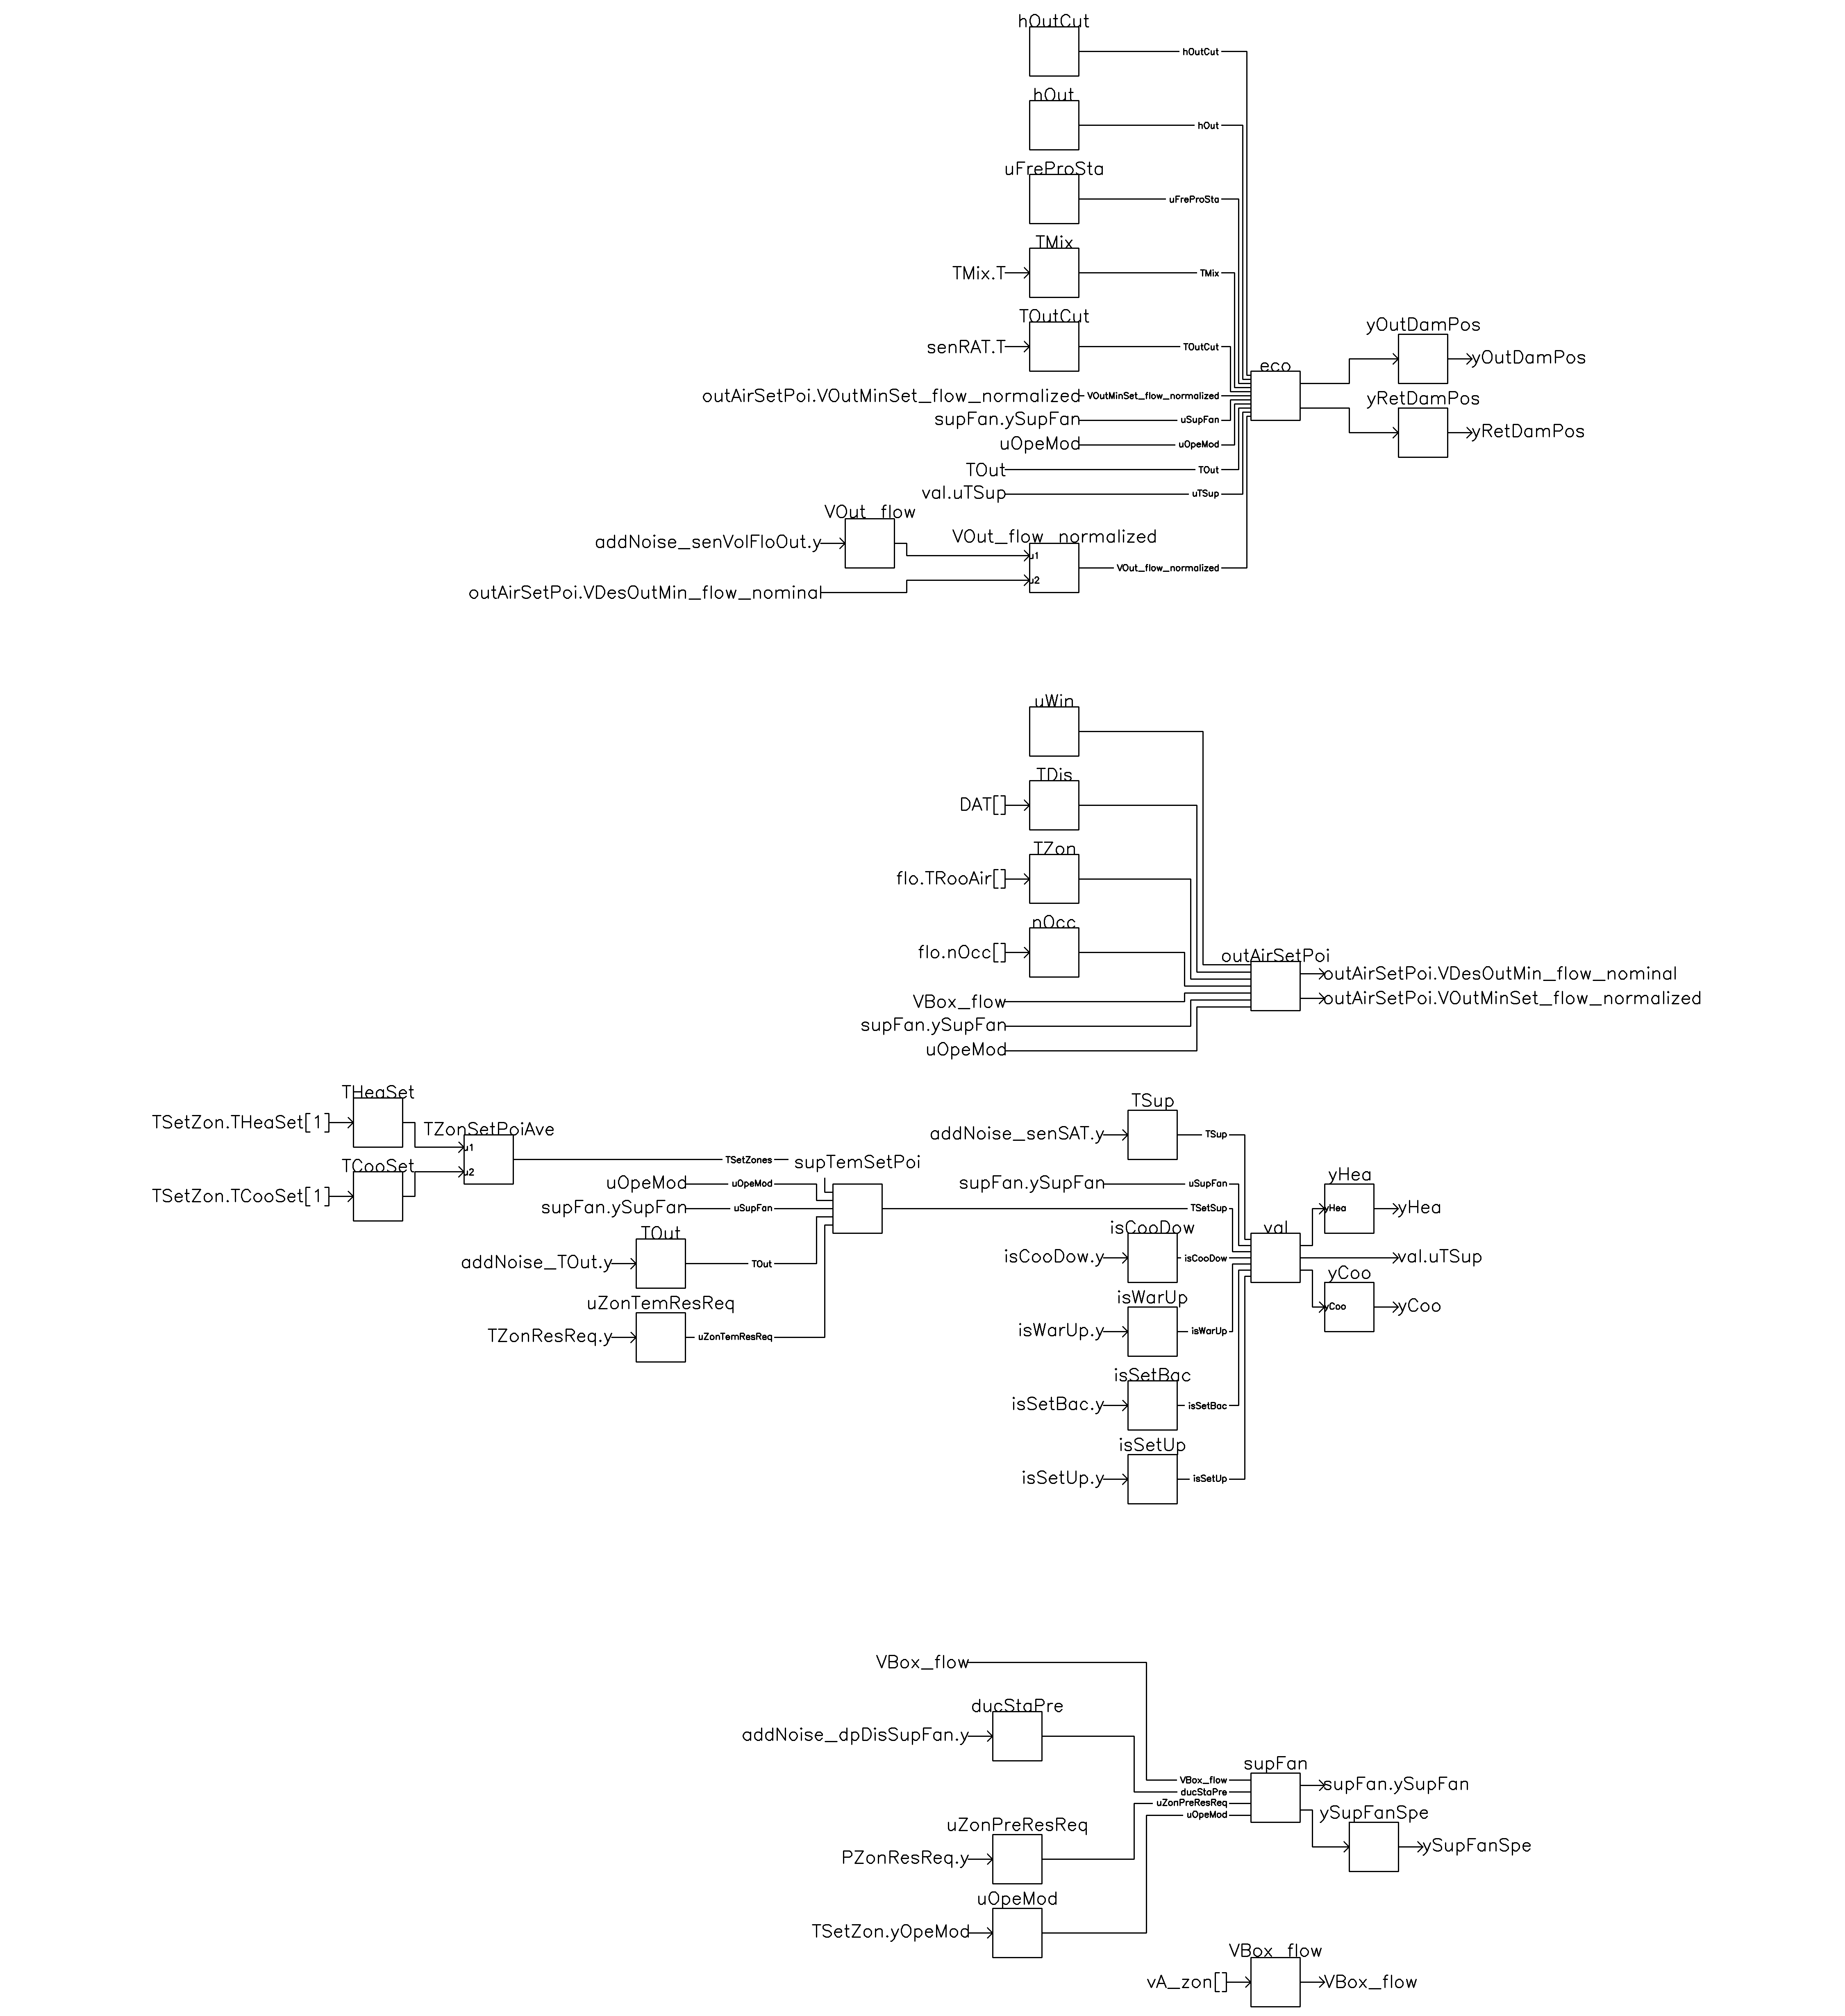 hOutCut
hOutCut
hOut
hOut
uFreProSta
uFreProSta
TMix
TMix.T
TMix
TOutCut
senRAT.T
TOutCut
yOutDamPos
yOutDamPos
eco
outAirSetPoi.VOutMinSet_flow_normalized
VOutMinSet_flow_normalized
yRetDamPos
supFan.ySupFan
uSupFan
yRetDamPos
uOpeMod
uOpeMod
TOut
TOut
val.uTSup
uTSup
VOut_flow
addNoise_senVolFloOut.y
VOut_flow_normalized
u1
VOut_flow_normalized
u2
outAirSetPoi.VDesOutMin_flow_nominal
uWin
TDis
DAT[]
TZon
flo.TRooAir[]
nOcc
flo.nOcc[]
outAirSetPoi
outAirSetPoi.VDesOutMin_flow_nominal
VBox_flow
outAirSetPoi.VOutMinSet_flow_normalized
supFan.ySupFan
uOpeMod
THeaSet
TSetZon.THeaSet[1]
TZonSetPoiAve
u1
TCooSet
u2
TSetZon.TCooSet[1]
TSetZones
supTemSetPoi
uOpeMod
uOpeMod
supFan.ySupFan
uSupFan
TOut
addNoise_TOut.y
TOut
uZonTemResReq
TZonResReq.y
uZonTemResReq
TSup
addNoise_senSAT.y
TSup
supFan.ySupFan
uSupFan
TSetSup
yHea
yHea
yHea
isCooDow
isCooDow.y
isCooDow
val
val.uTSup
yCoo
yCoo
yCoo
isWarUp
isWarUp.y
isWarUp
isSetBac
isSetBac.y
isSetBac
isSetUp
isSetUp.y
isSetUp
VBox_flow
ducStaPre
addNoise_dpDisSupFan.y
supFan
VBox_flow
supFan.ySupFan
ducStaPre
uZonPreResReq
uOpeMod
ySupFanSpe
ySupFanSpe
uZonPreResReq
PZonResReq.y
uOpeMod
TSetZon.yOpeMod
VBox_flow
vA_zon[]
VBox_flow